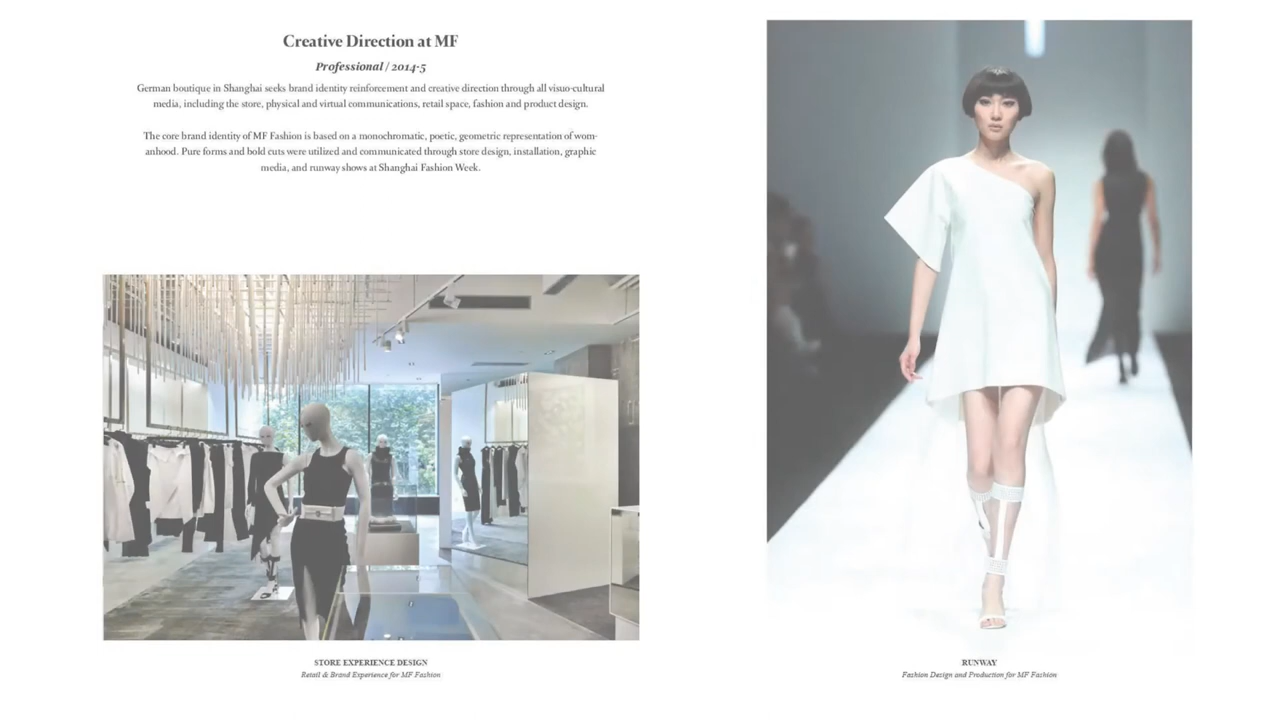 Creative Direction at MF
Professional / 2014-5
German boutique in Shanghai seeks brand identity reinforcement and creative direction through all visuo-cultural
media, including the store, physical and virtual communications, retail space, fashion and product design.
The core brand identity of MF Fashion is based on a monochromatic, poetic, geometric representation of wom-
anhood. Pure forms and bold cuts were utilized and communicated through store design, installation, graphic
media, and runway shows at Shanghai Fashion Week.
STORE EXPERIENCE DESIGN
Retail & Brand Experience for MF Fashion
RUNWAY
Fashion Design and Production for MF Fashion